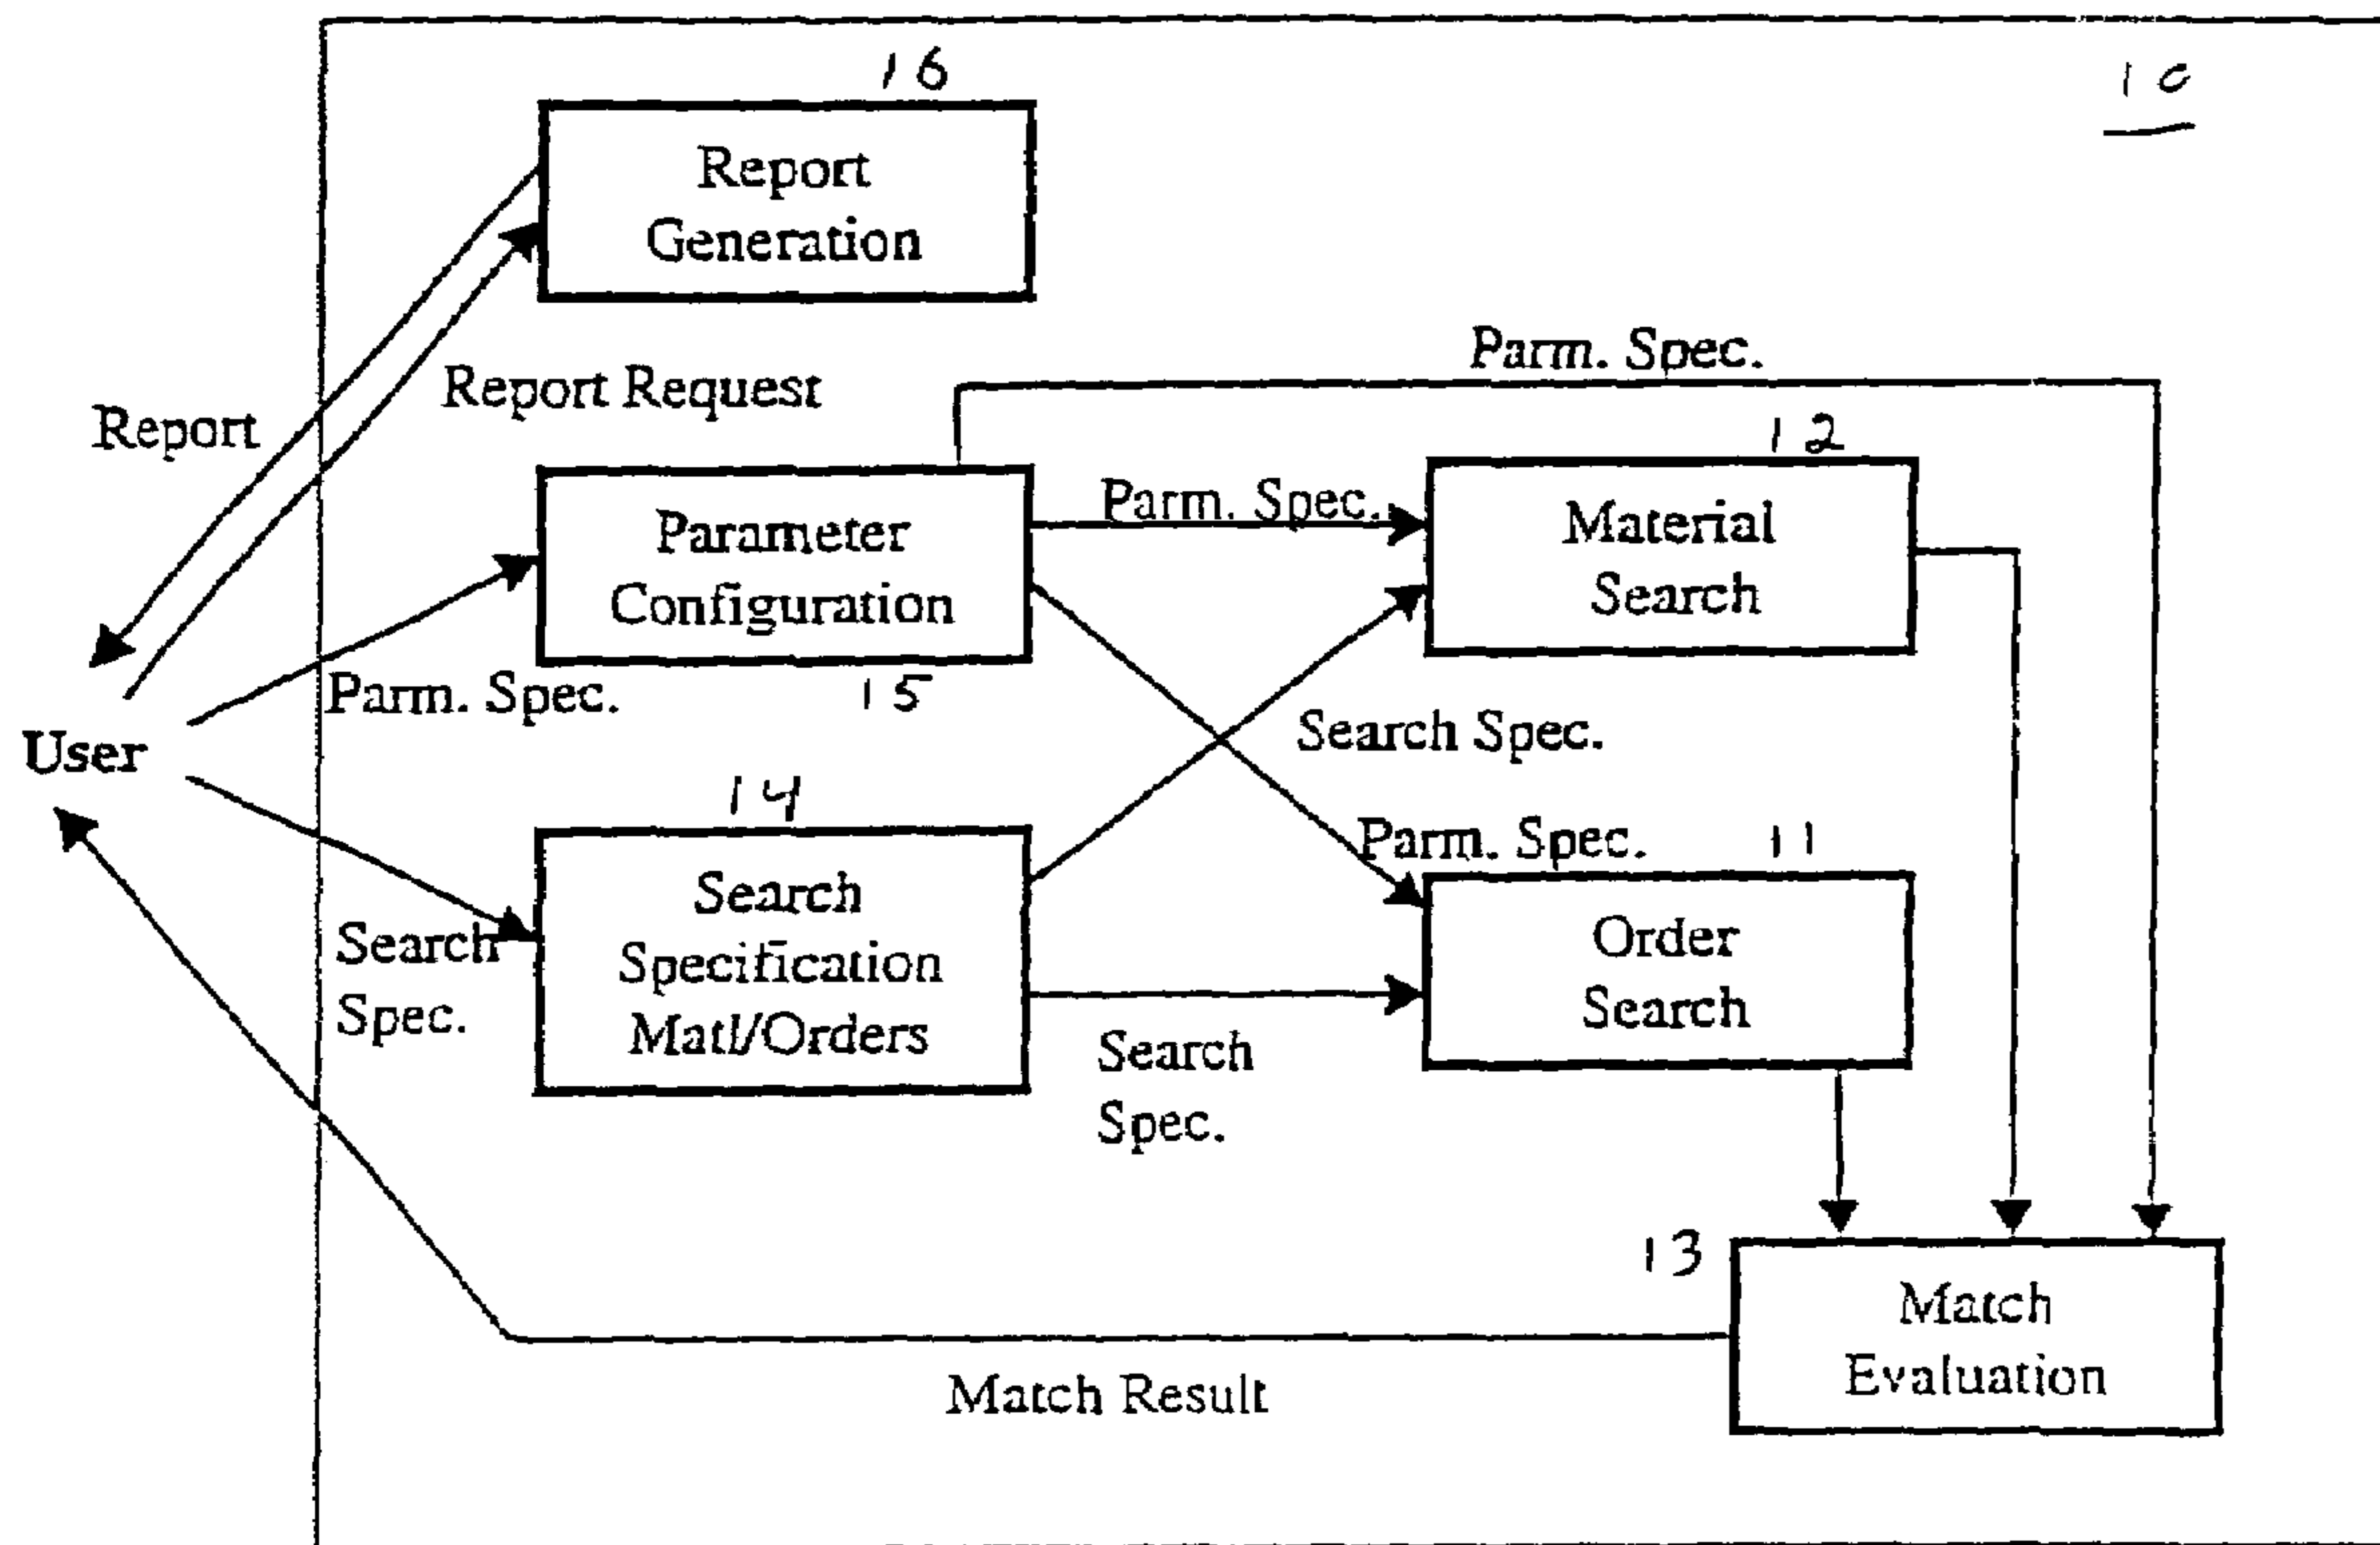 16
10
Report
Generation
Parm. Spec.
Report Request
Report
12
Parm. Spec.
Material
Search
Parameter
Configuration
Parm. Spec.
15
Search Spec.
User
14
Parm. Spec.
11
Search
Specification
Matl/Orders
Search
Spec.
Order
Search
Search
Spec.
13
Match
Evaluation
Match Result